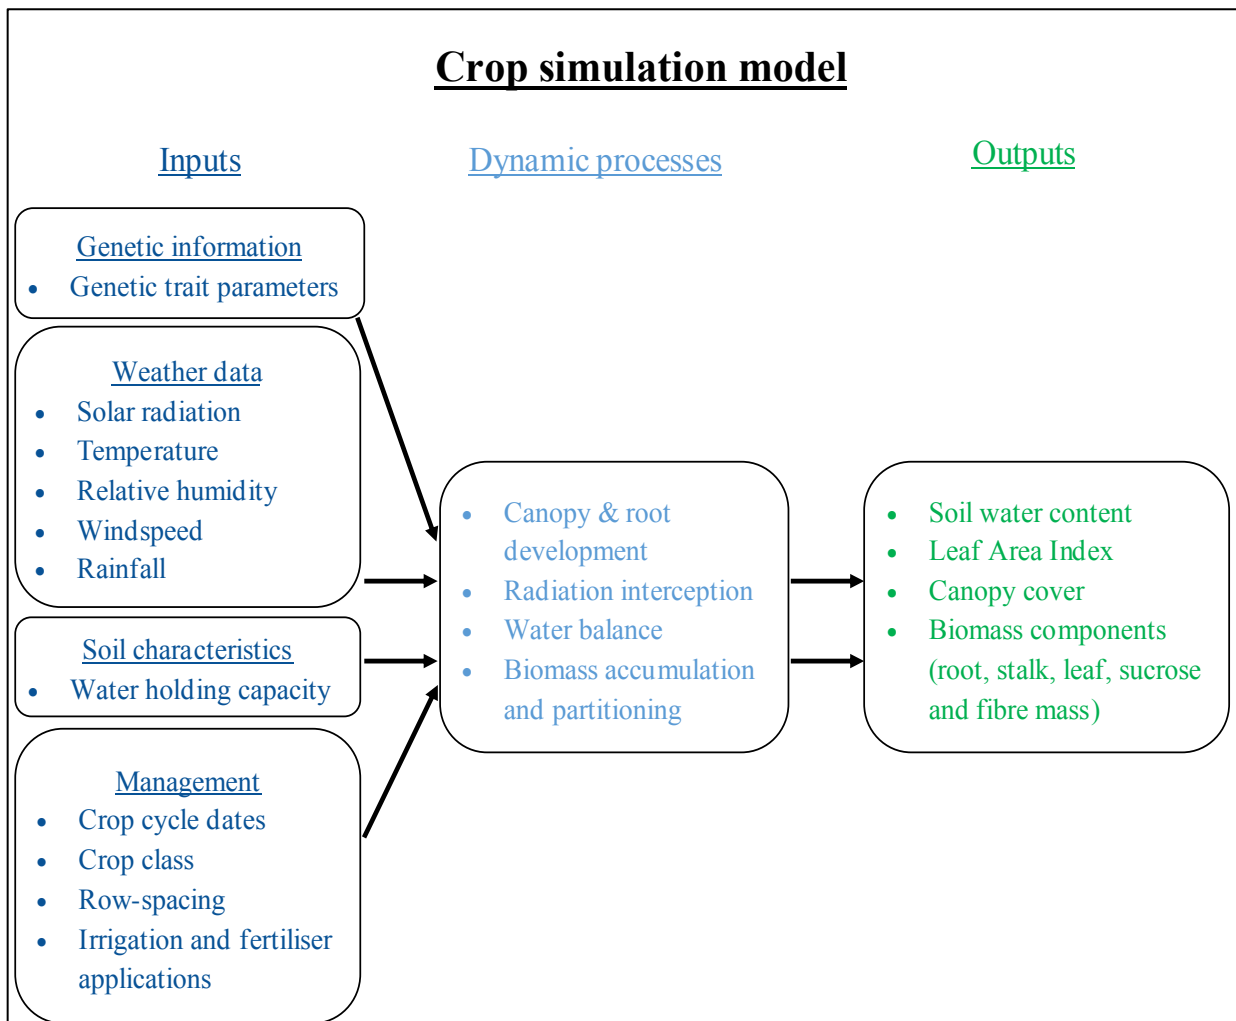 Crop simulation model
Inputs
Dynamic processes
Outputs
Genetic information
• Genetic trait parameters
Weather data
• Solar radiation
• Temperature
• Relative humidity
• Windspeed
• Rainfall
Soil characteristics
• Water holding capacity
Management
• Crop cycle dates
• Crop class
• Row-spacing
• Irrigation and fertiliser
applications
• Canopy & root
development
• Radiation interception
• Water balance
• Biomass accumulation
and partitioning
• Soil water content
• Leaf Area Index
• Canopy cover
• Biomass components
(root, stalk, leaf, sucrose
and fibre mass)